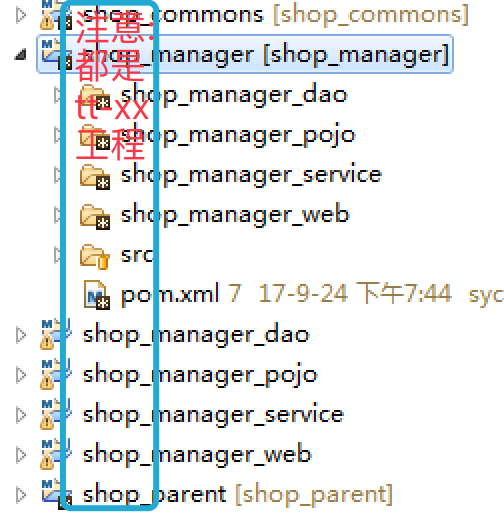 shop_commons [shop_commons]
注意：
shop_manager [shop_manager]
都是
shop_manager_dao
tt-xx
shop_manager_pojo
工程
shop_manager_service
shop_manager_web
src
pom.xml 7 17-9-24 下午7:44 syc
shop_manager_dao
shop_manager_pojo
shop_manager_service
shop_manager_web
shop_parent [shop_parent]